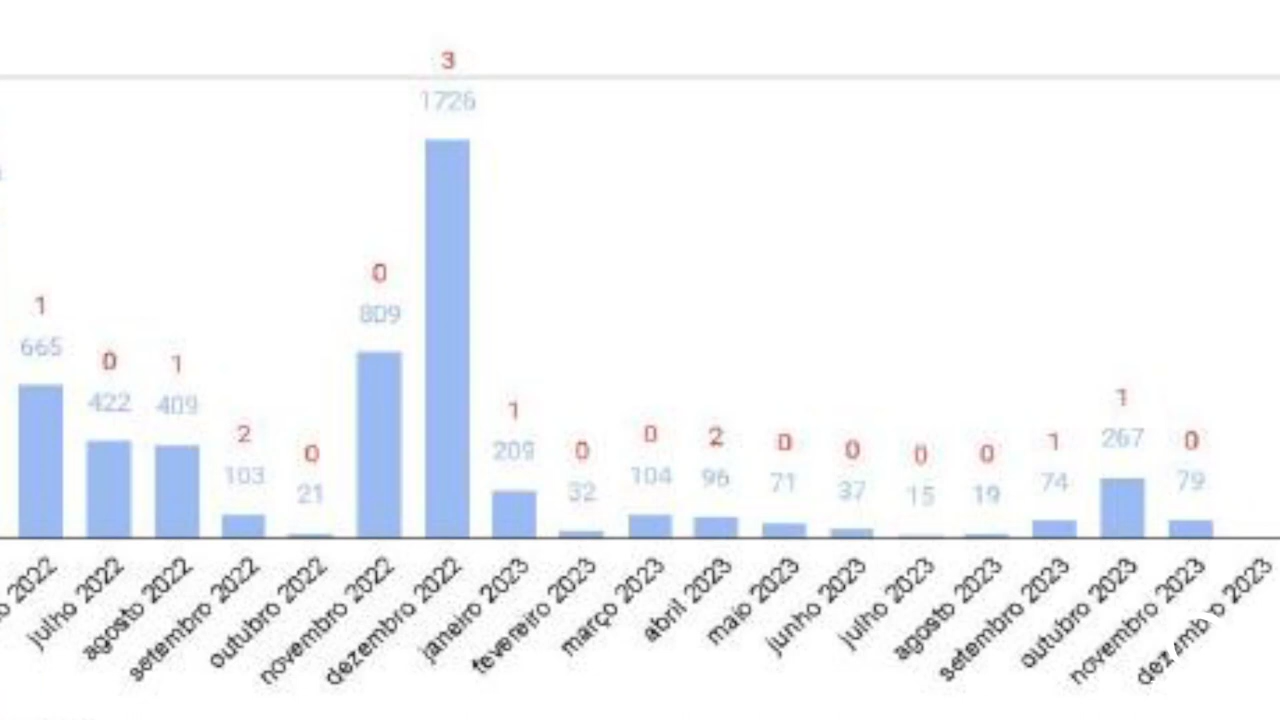 3
1726
0
809
1
665
0
422
1
409
2
103
0
21
1
209
0
32
0
104
2
96
0
71
0
37
0
15
0
19
1
74
1
267
0
79
2022
julho 2022
agosto 2022
setembro 2022
outubro 2022
novembro 2022
dezembro 2022
janeiro 2023
fevereiro 2023
março 2023
abril 2023
maio 2023
junho 2023
julho 2023
agosto 2023
setembro 2023
outubro 2023
novembro 2023
2023